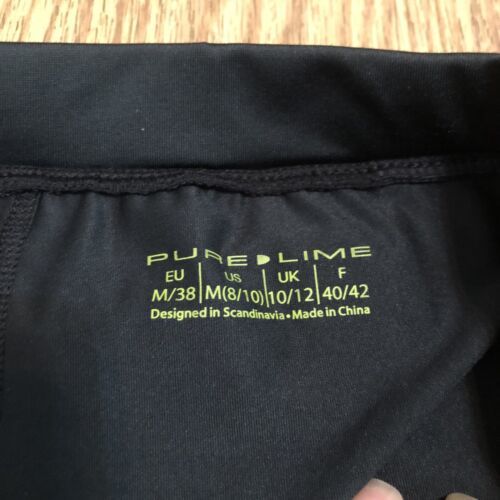 PURE LIME
EU | US | UK | F
M/38 | M(8/10) | 10/12 | 40/42
Designed in Scandinavia • Made in China